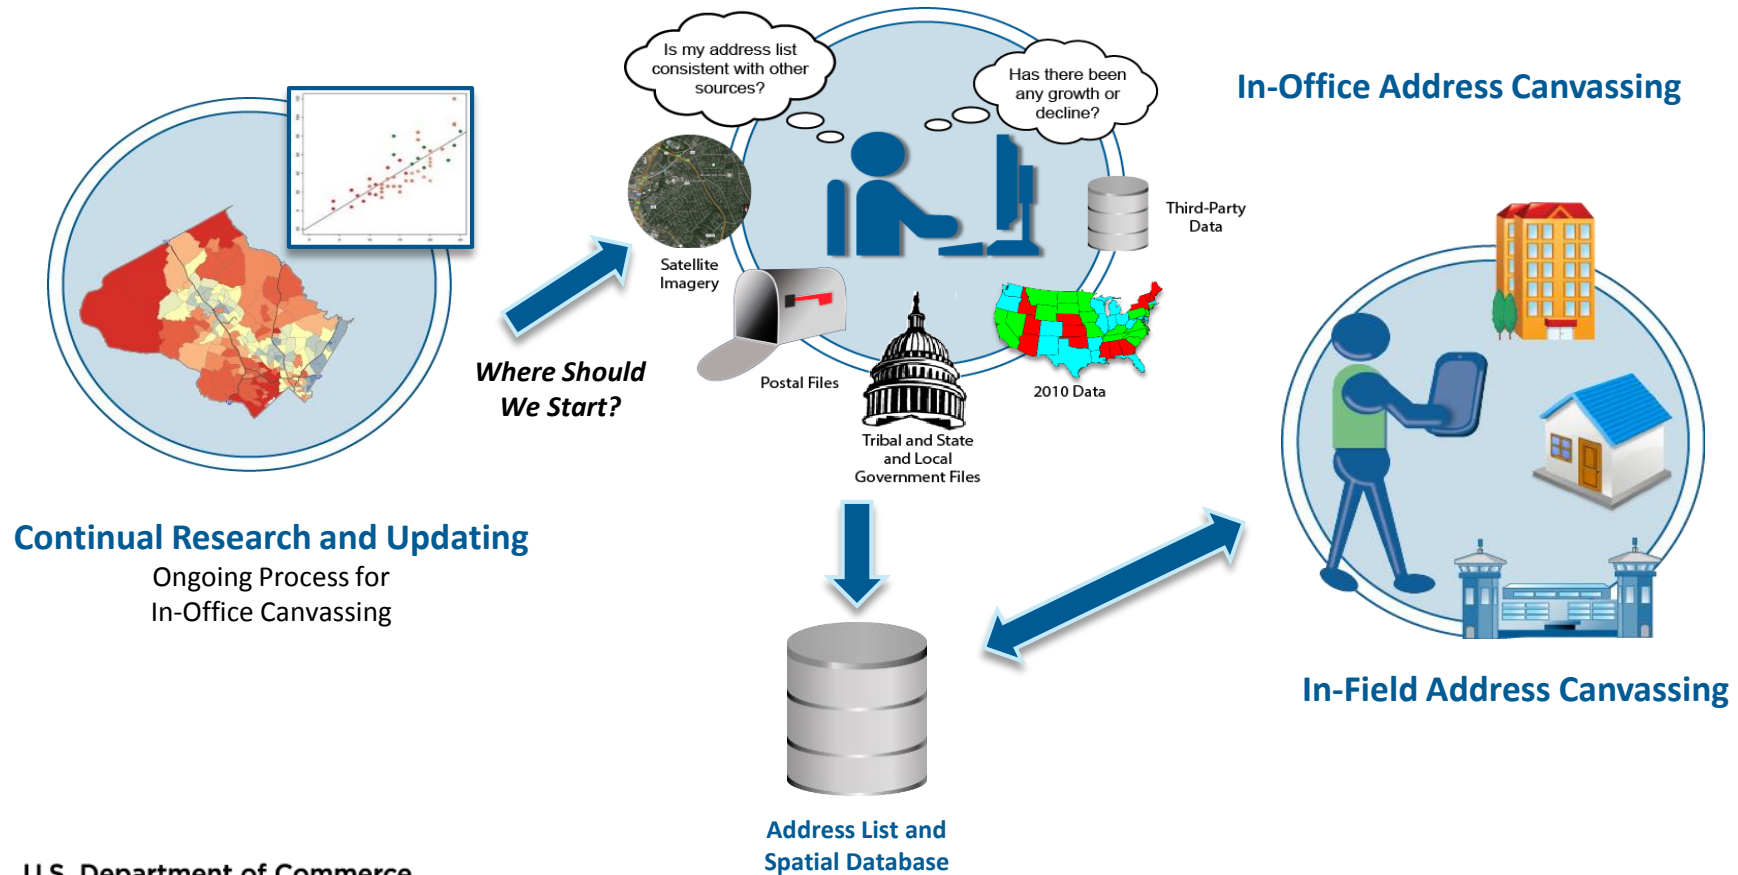 Is my address list
consistent with other
sources?
Has there been
any growth or
decline?
In-Office Address Canvassing
Third-Party
Data
Satellite
Imagery
Where Should
We Start?
Postal Files
2010 Data
Tribal and State
and Local
Government Files
Continual Research and Updating
Ongoing Process for
In-Office Canvassing
In-Field Address Canvassing
Address List and
Spatial Database
U.S. Department of Commerce